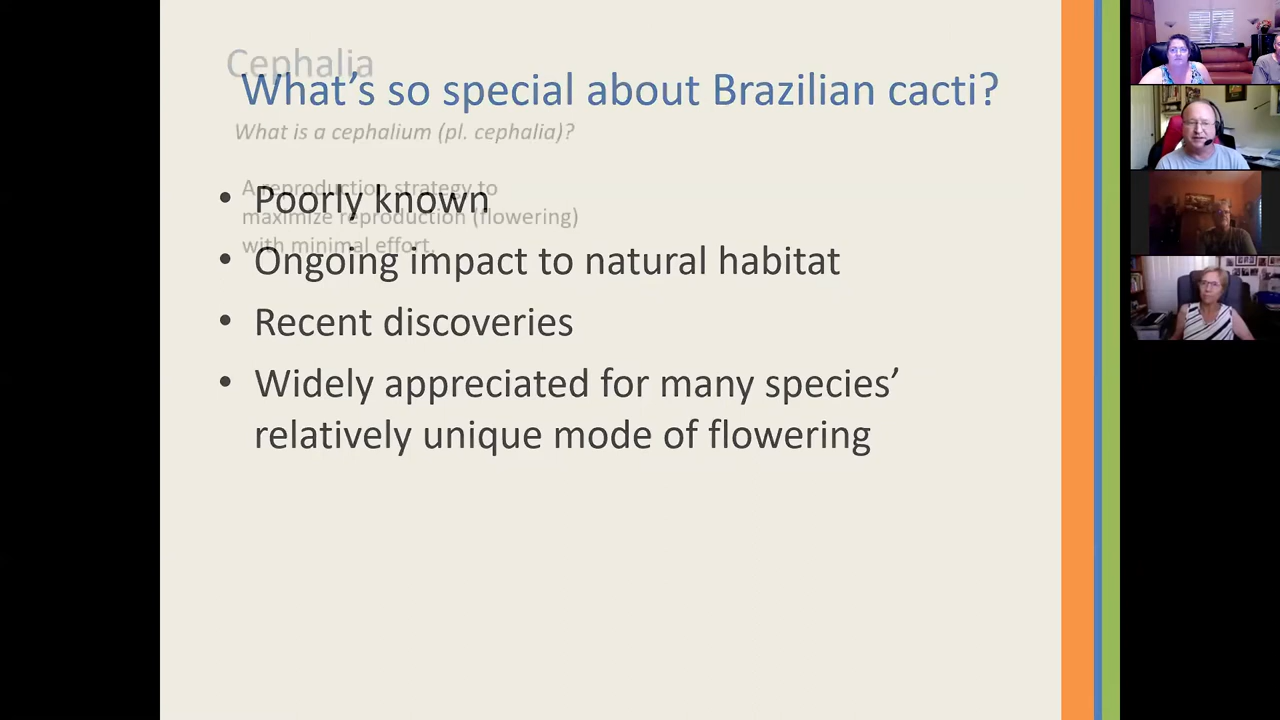 Cephalia
What's so special about Brazilian cacti?
What is a cephalium (pl. cephalia)?
A reproduction strategy to
• Poorly known
maximize reproduction (flowering)
with minimal effort.
• Ongoing impact to natural habitat
• Recent discoveries
• Widely appreciated for many species'
relatively unique mode of flowering